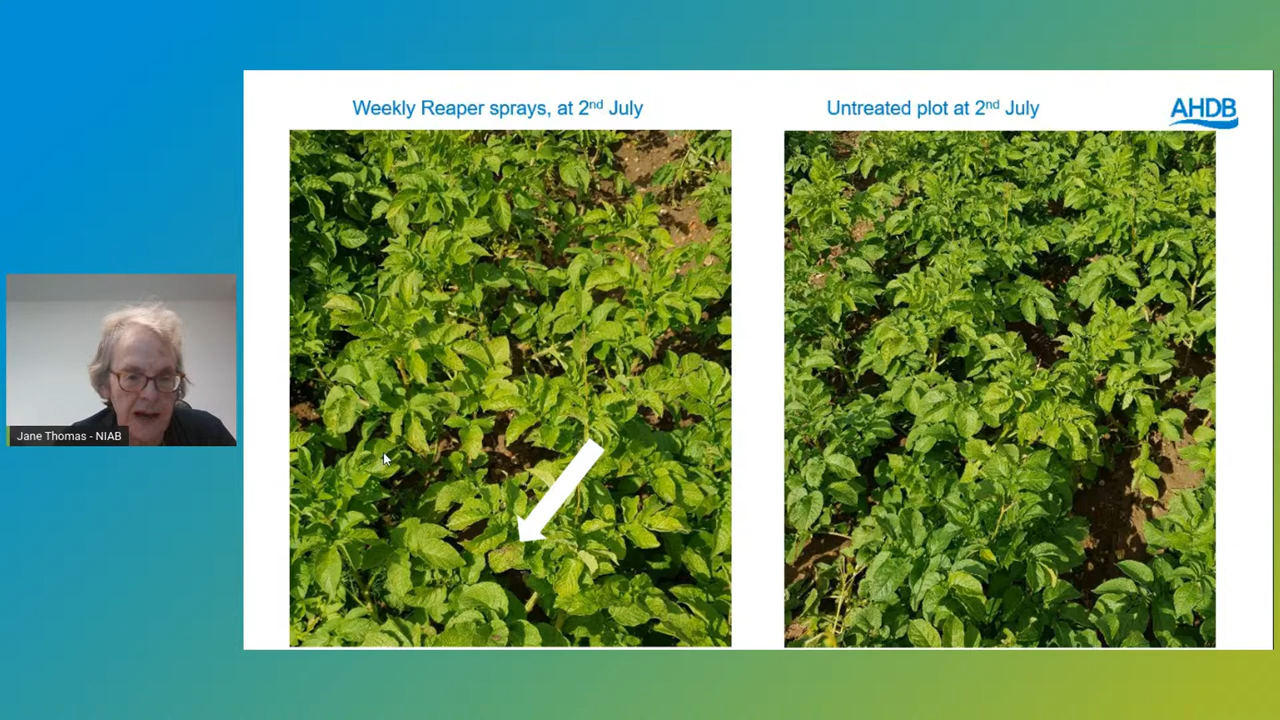 Weekly Reaper sprays, at 2nd July
Untreated plot at 2nd July
AHDB
Jane Thomas - NIAB